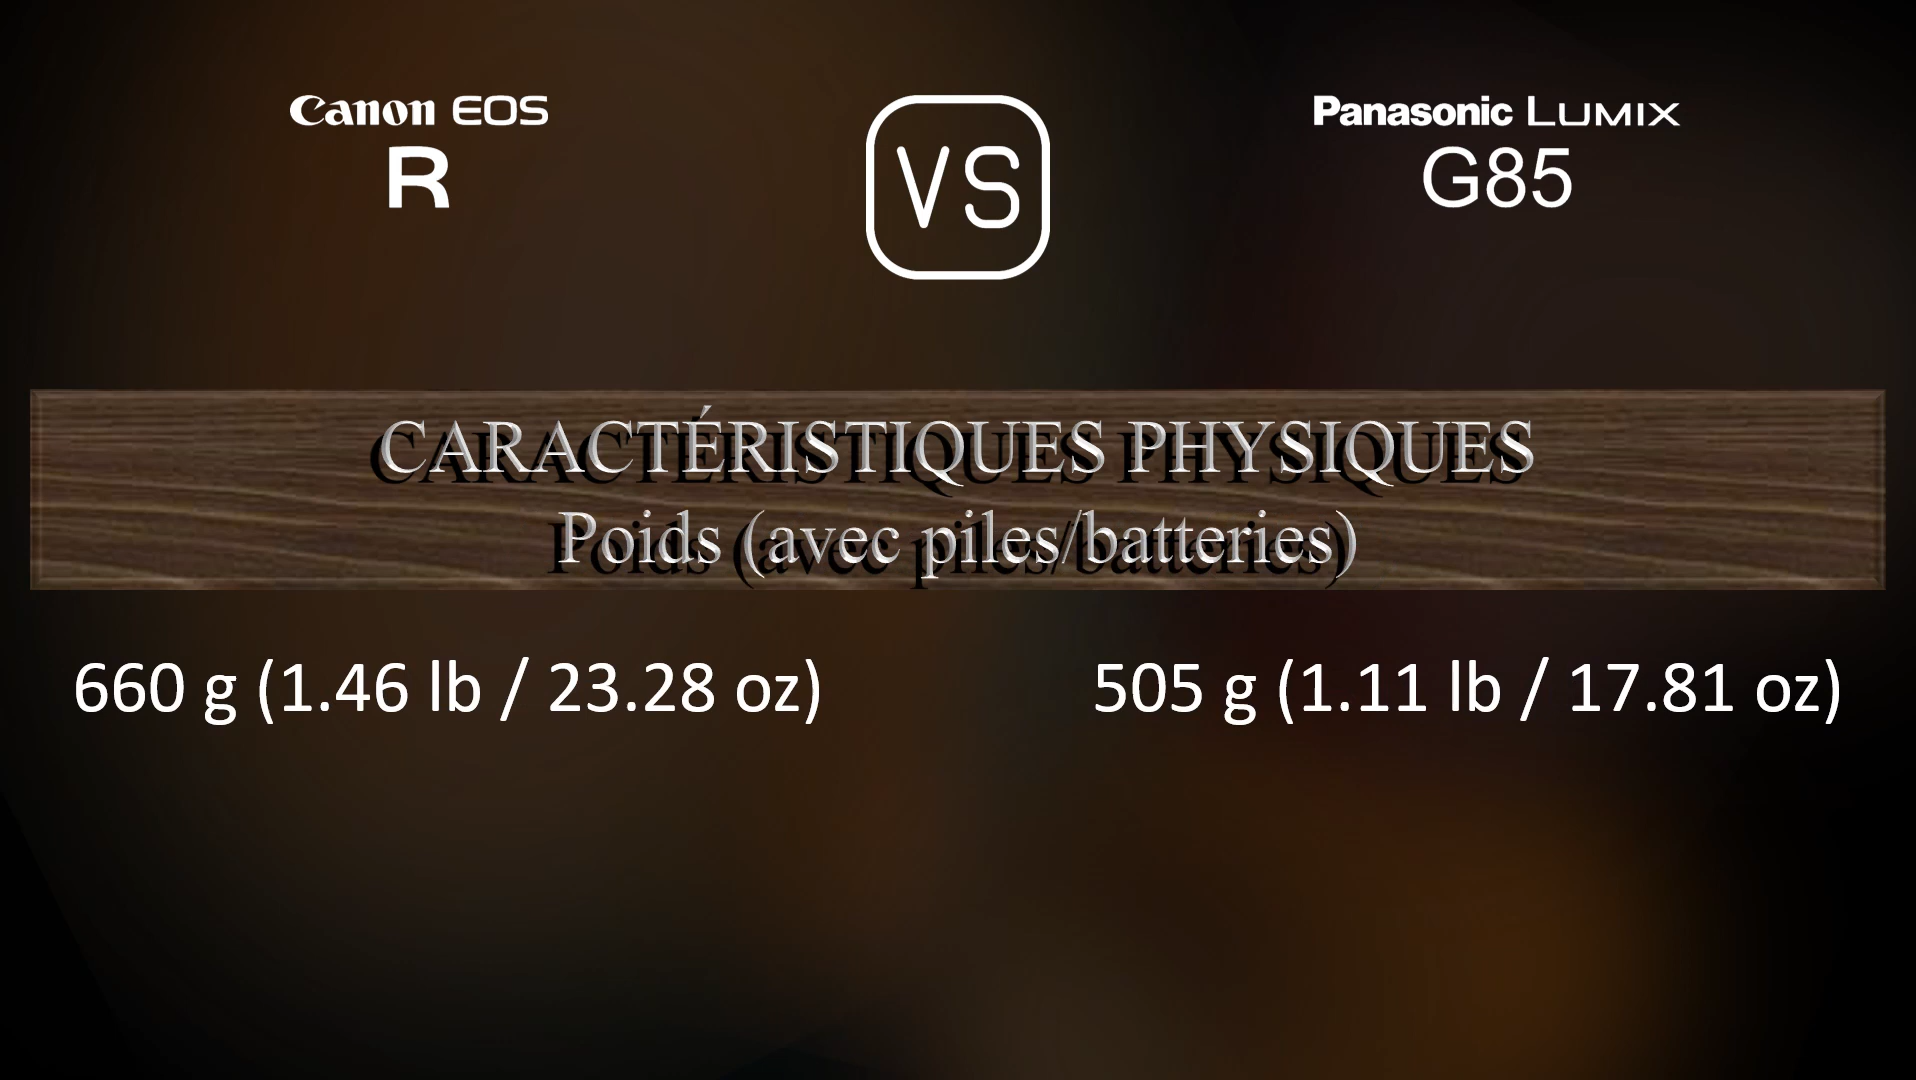 Canon EOS
R
VS
Panasonic LUMIX
G85
CARACTÉRISTIQUES PHYSIQUES
Poids (avec piles/batteries)
660 g (1.46 lb / 23.28 oz)
505 g (1.11 lb / 17.81 oz)